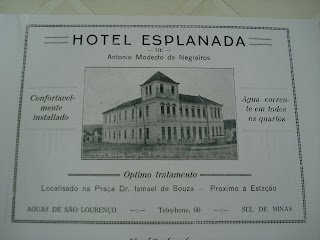 HOTEL ESPLANADA
— DE —
Antonio Modesto de Negreiros
Confortavel-
mente
installado
Agua corren-
te em todos
os quartos
Optimo tratamento
Localisado na Praça Dr. Ismael de Souza — Proximo á Estação
AGUAS DE SÃO LOURENÇO —:— Telephone, 60 —:— SUL DE MINAS